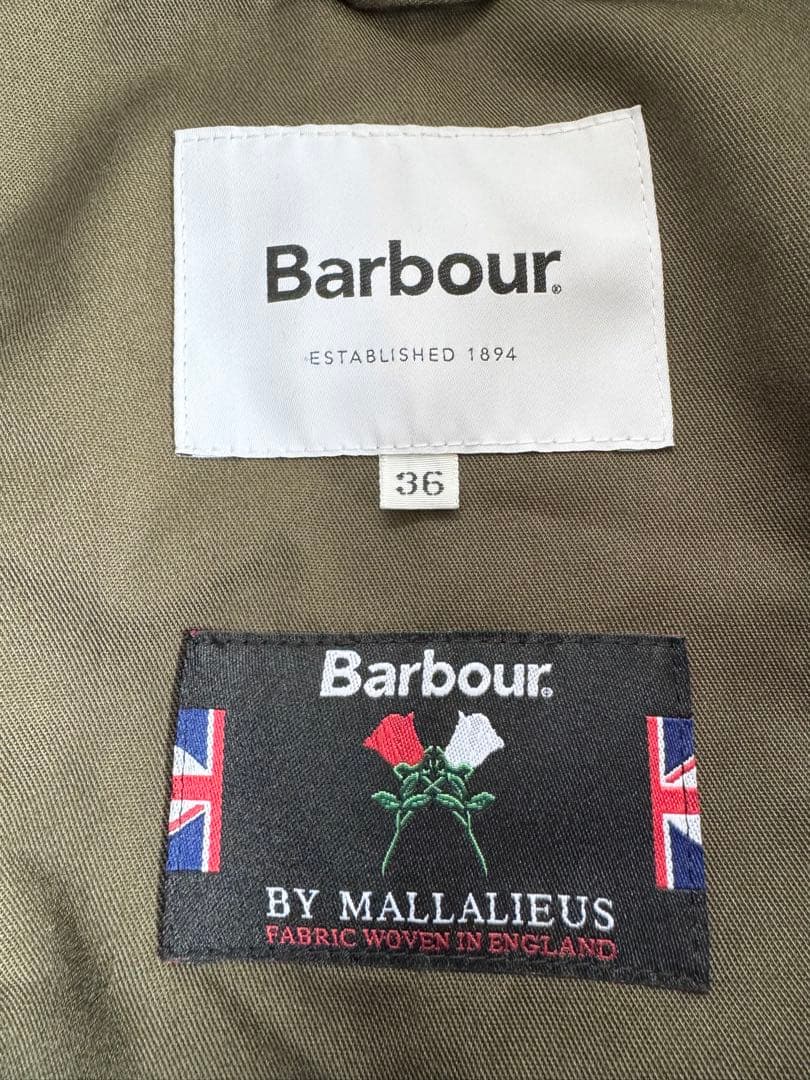 Barbour®
ESTABLISHED 1894
36
Barbour®
BY MALLALIEUS
FABRIC WOVEN IN ENGLAND